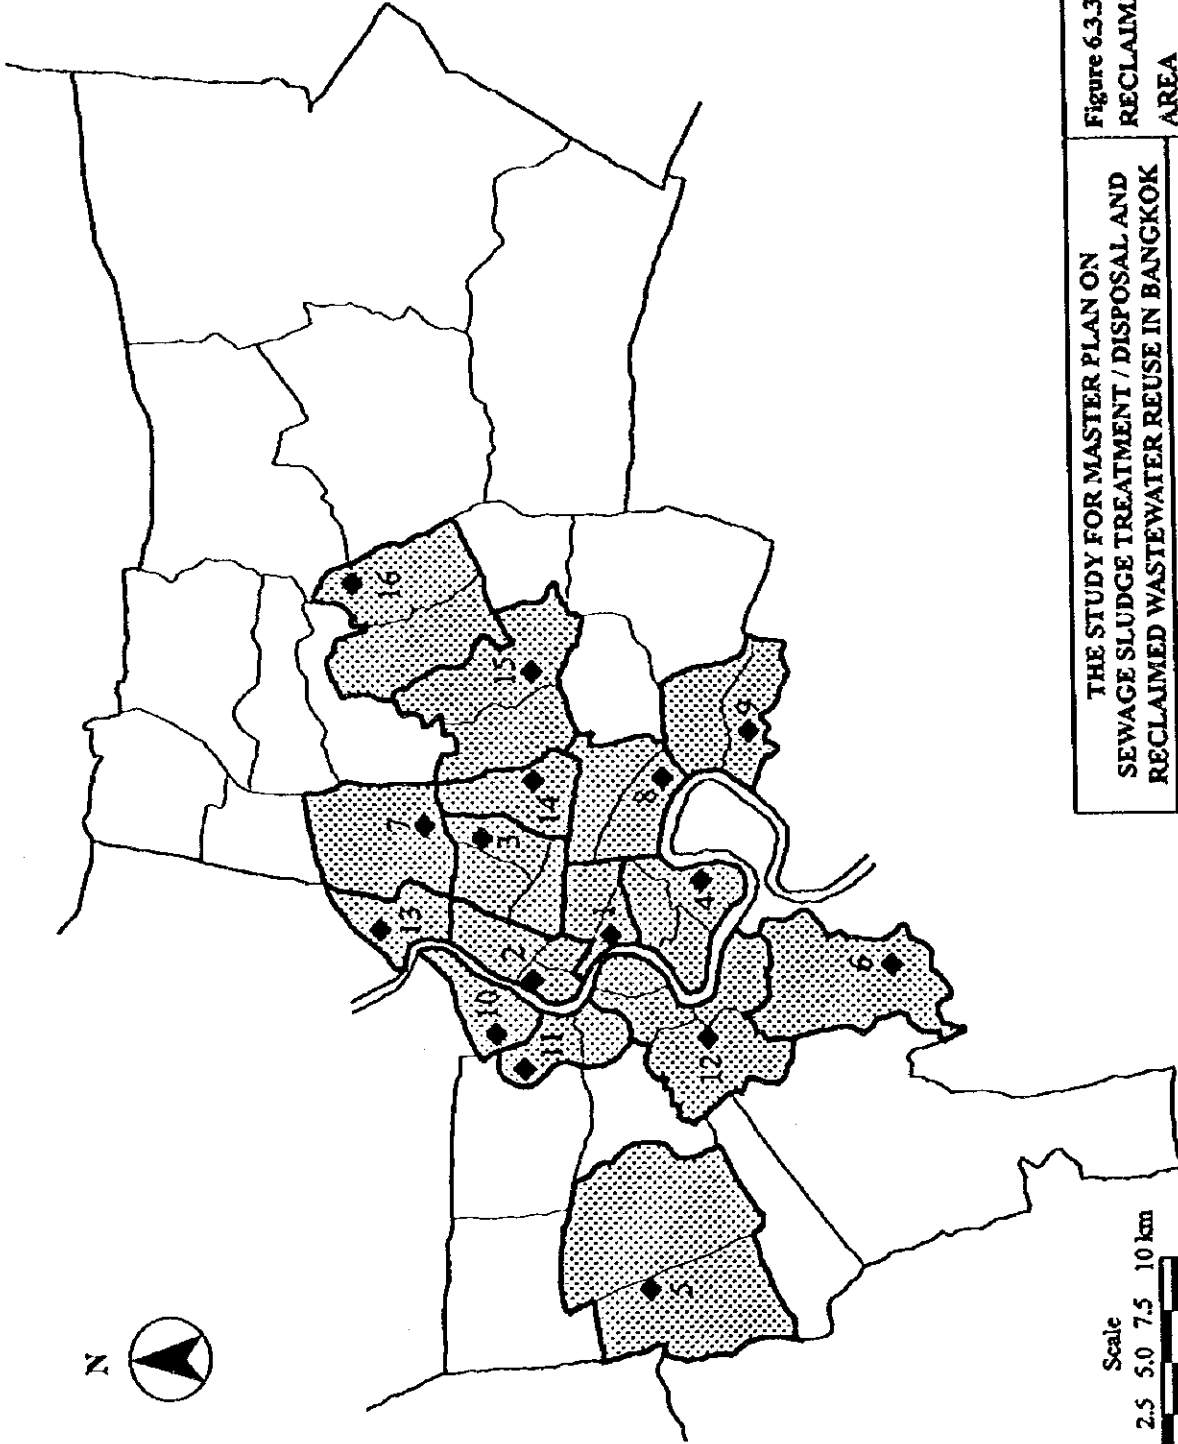 N
16
15
9
7
3
14
8
13
2
1
4
10
11
12
6
5
Scale
2.5 5.0 7.5 10 km
THE STUDY FOR MASTER PLAN ON
SEWAGE SLUDGE TREATMENT / DISPOSAL AND
RECLAIMED WASTEWATER REUSE IN BANGKOK
Figure 6.3.3
RECLAIM
AREA